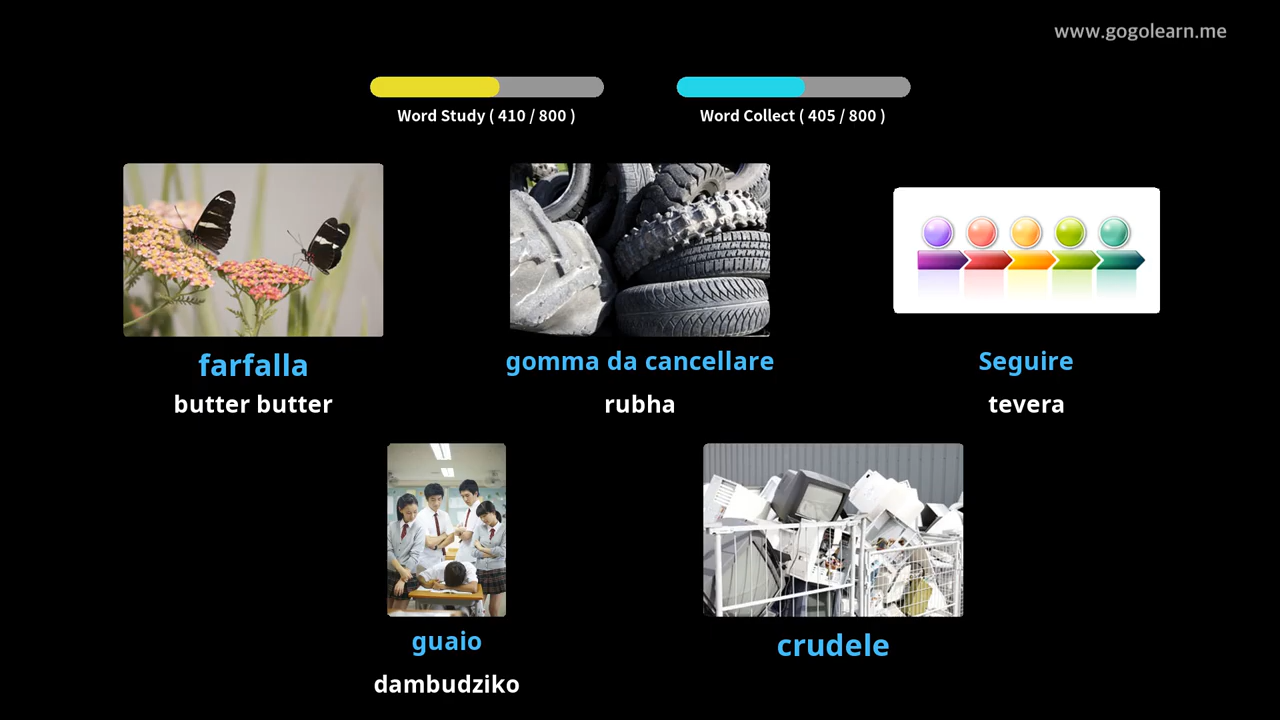 www.gogolearn.me
Word Study ( 410 / 800 )
Word Collect ( 405 / 800 )
farfalla
butter butter
gomma da cancellare
rubha
Seguire
tevera
guaio
dambudziko
crudele